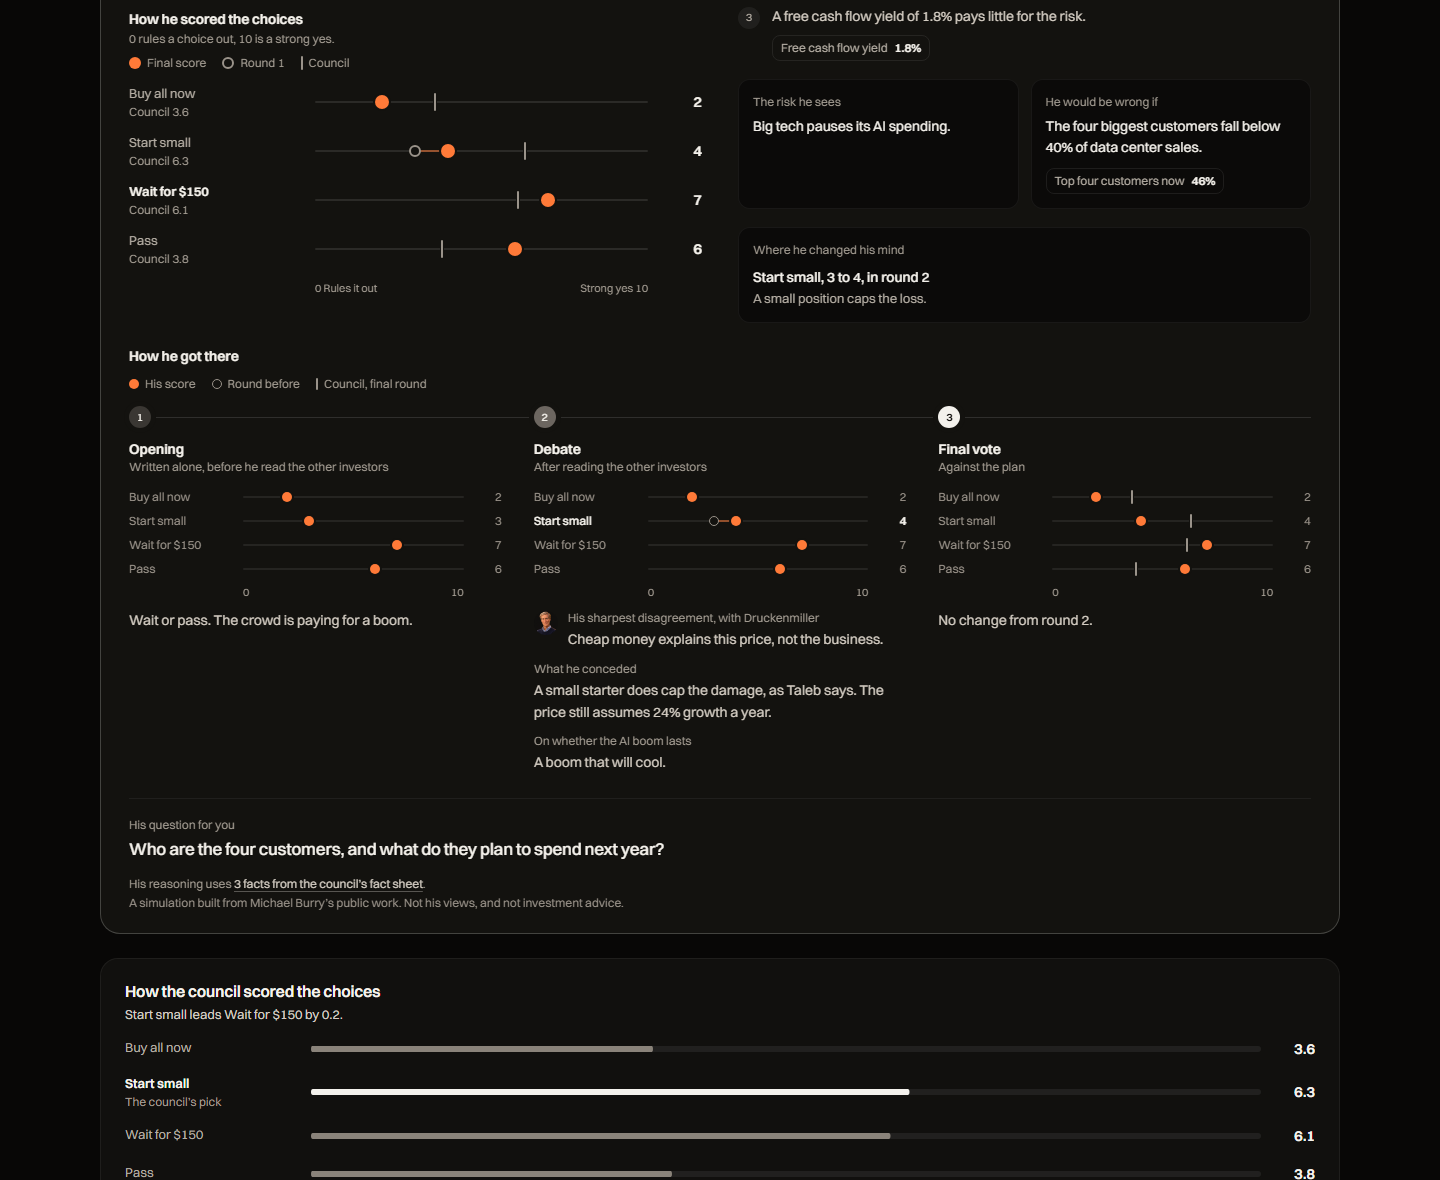 How he scored the choices
0 rules a choice out, 10 is a strong yes.
Final score
Round 1
Council
Buy all now
Council 3.6
2
Start small
Council 6.3
4
Wait for $150
Council 6.1
7
Pass
Council 3.8
6
0 Rules it out
Strong yes 10
3
A free cash flow yield of 1.8% pays little for the risk.
Free cash flow yield 1.8%
The risk he sees
Big tech pauses its AI spending.
He would be wrong if
The four biggest customers fall below
40% of data center sales.
Top four customers now 46%
Where he changed his mind
Start small, 3 to 4, in round 2
A small position caps the loss.
How he got there
His score
Round before
Council, final round
1
Opening
Written alone, before he read the other investors
Buy all now 2
Start small 3
Wait for $150 7
Pass 6
0 10
Wait or pass. The crowd is paying for a boom.
2
Debate
After reading the other investors
Buy all now 2
Start small 4
Wait for $150 7
Pass 6
0 10
His sharpest disagreement, with Druckenmiller
Cheap money explains this price, not the business.
What he conceded
A small starter does cap the damage, as Taleb says. The
price still assumes 24% growth a year.
On whether the AI boom lasts
A boom that will cool.
3
Final vote
Against the plan
Buy all now 2
Start small 4
Wait for $150 7
Pass 6
0 10
No change from round 2.
His question for you
Who are the four customers, and what do they plan to spend next year?
His reasoning uses 3 facts from the council's fact sheet.
A simulation built from Michael Burry's public work. Not his views, and not investment advice.
How the council scored the choices
Start small leads Wait for $150 by 0.2.
Buy all now 3.6
Start small
The council's pick
6.3
Wait for $150 6.1
Pass 3.8